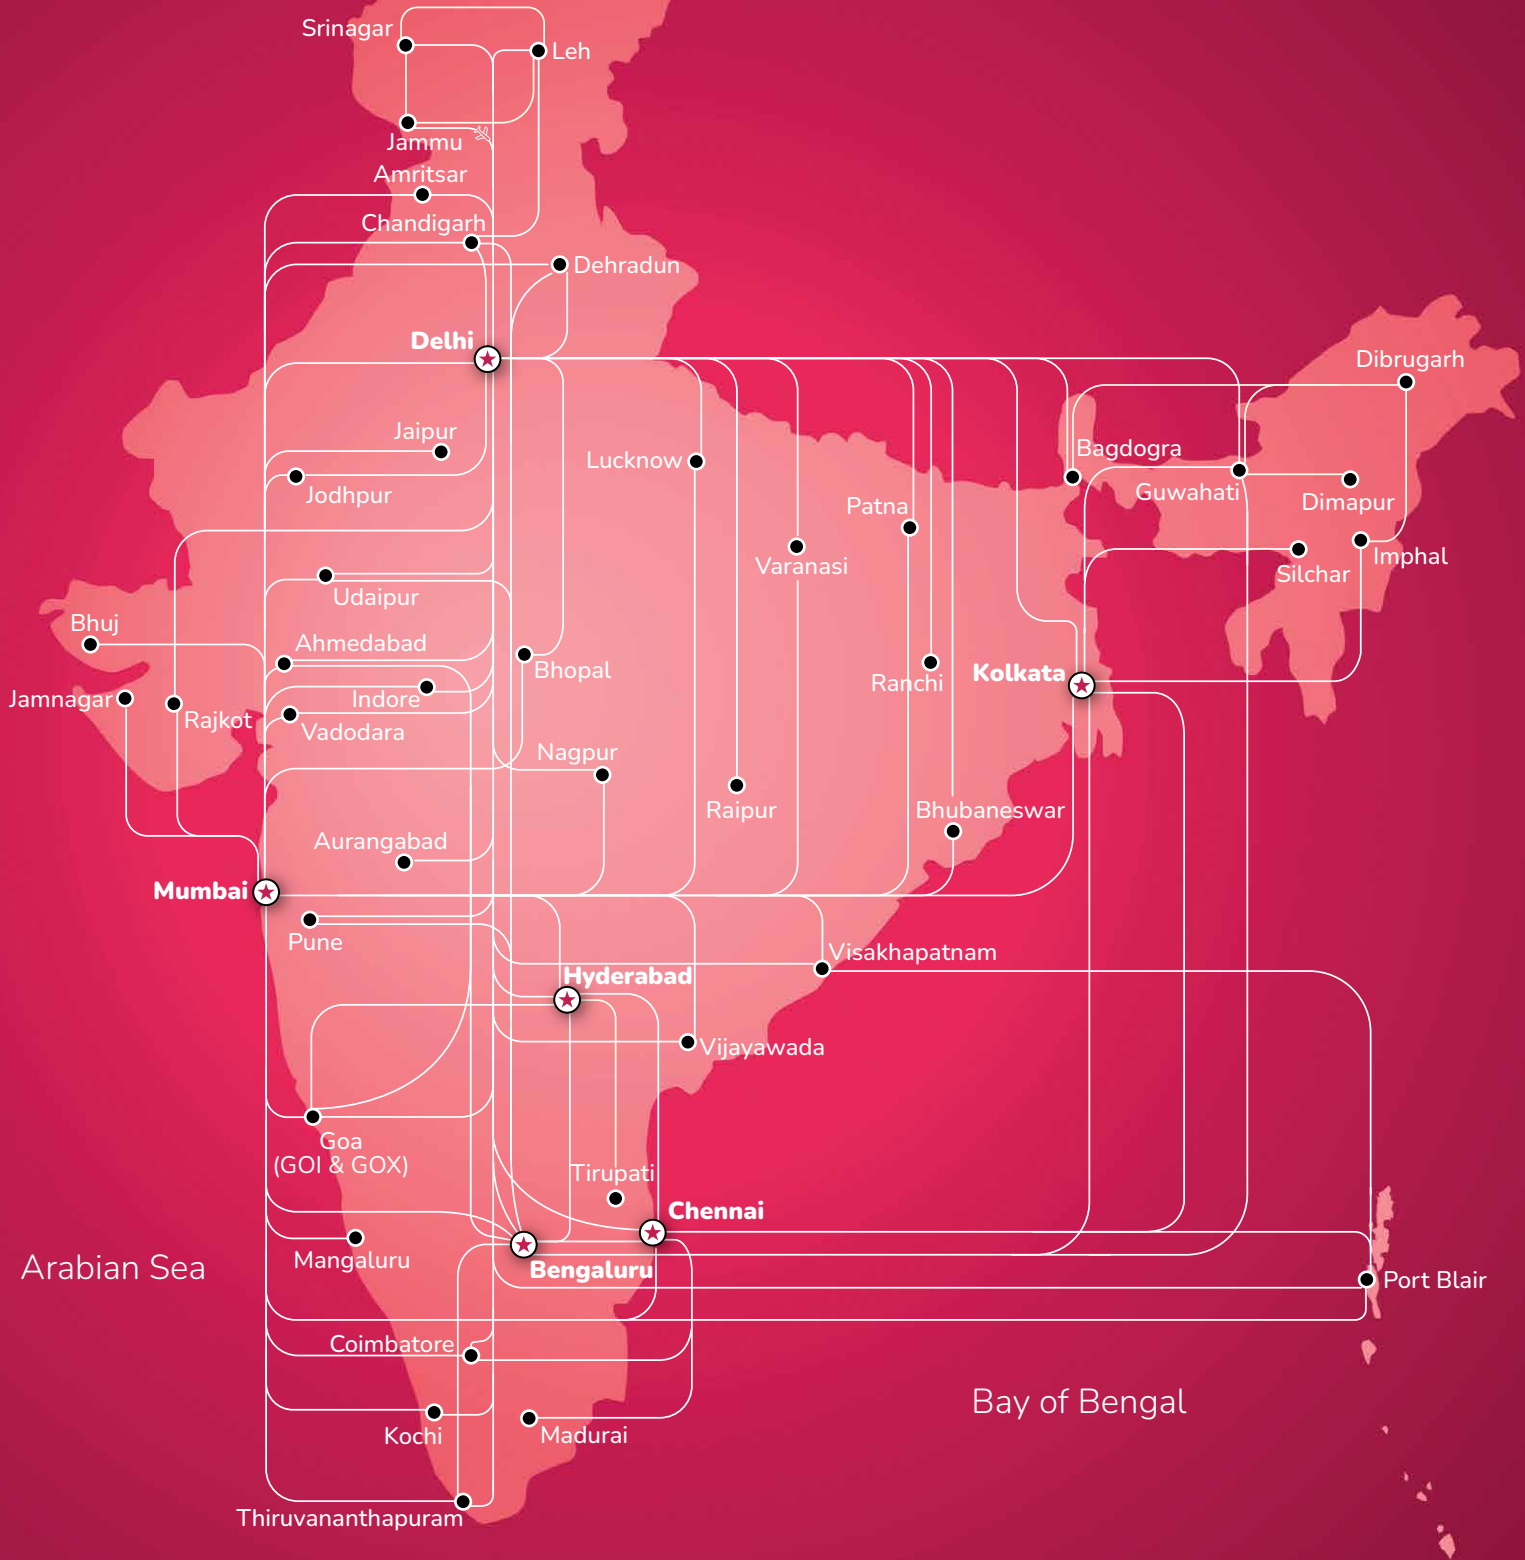 Srinagar
Leh
Jammu
Amritsar
Chandigarh
Dehradun
Delhi
Dibrugarh
Jaipur
Lucknow
Bagdogra
Jodhpur
Guwahati
Dimapur
Patna
Varanasi
Imphal
Silchar
Udaipur
Bhuj
Ahmedabad
Bhopal
Kolkata
Ranchi
Jamnagar
Indore
Rajkot
Vadodara
Nagpur
Raipur
Bhubaneswar
Aurangabad
Mumbai
Pune
Visakhapatnam
Hyderabad
Vijayawada
Goa
(GOI & GOX)
Tirupati
Chennai
Mangaluru
Arabian Sea
Bengaluru
Port Blair
Coimbatore
Bay of Bengal
Kochi
Madurai
Thiruvananthapuram